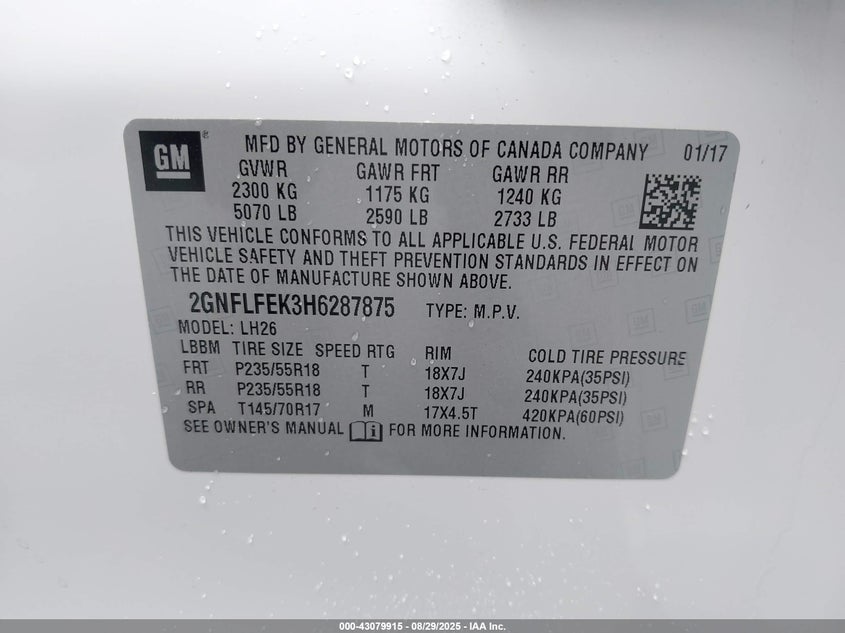 GM ® MFD BY GENERAL MOTORS OF CANADA COMPANY 01/17
GVWR GAWR FRT GAWR RR
2300 KG 1175 KG 1240 KG
5070 LB 2590 LB 2733 LB
THIS VEHICLE CONFORMS TO ALL APPLICABLE U.S. FEDERAL MOTOR
VEHICLE SAFETY AND THEFT PREVENTION STANDARDS IN EFFECT ON
THE DATE OF MANUFACTURE SHOWN ABOVE.
2GNFLFEK3H6287875 TYPE: M.P.V.
MODEL: LH26
LBBM TIRE SIZE SPEED RTG RIM COLD TIRE PRESSURE
FRT P235/55R18 T 18X7J 240KPA(35PSI)
RR P235/55R18 T 18X7J 240KPA(35PSI)
SPA T145/70R17 M 17X4.5T 420KPA(60PSI)
SEE OWNER'S MANUAL FOR MORE INFORMATION.
000-43079915 - 08/29/2025 - IAA Inc.